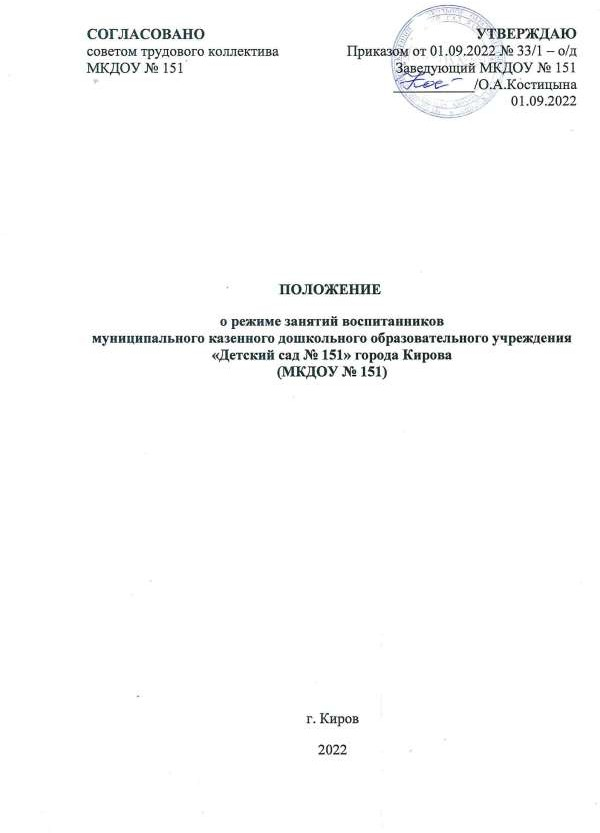 СОГЛАСОВАНО
советом трудового коллектива
МКДОУ № 151
УТВЕРЖДАЮ
Приказом от 01.09.2022 № 33/1 – о/д
Заведующий МКДОУ № 151
/О.А.Костицына
01.09.2022
ПОЛОЖЕНИЕ
о режиме занятий воспитанников
муниципального казенного дошкольного образовательного учреждения
«Детский сад № 151» города Кирова
(МКДОУ № 151)
г. Киров
2022